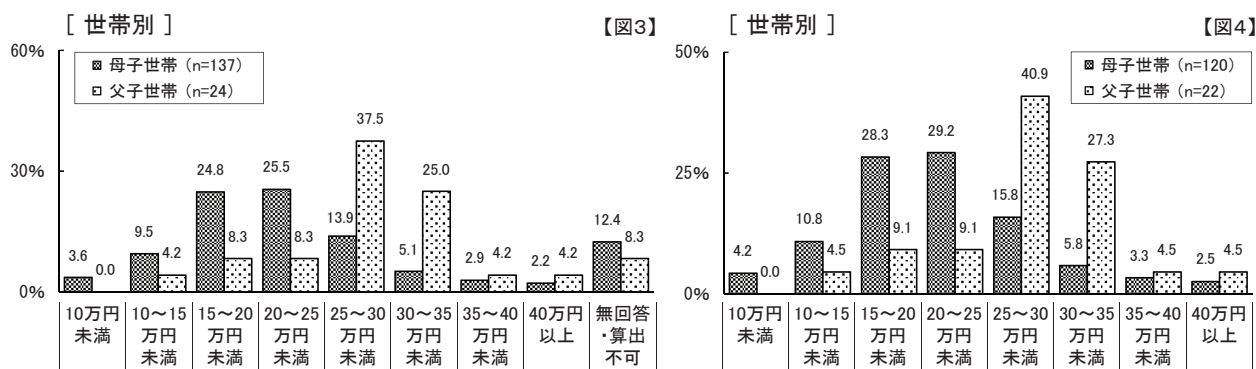 [ 世帯別 ]
【図3】
60%
30%
0%
母子世帯 (n=137)
父子世帯 (n=24)
3.6 0.0 9.5 4.2 24.8 8.3 25.5 8.3 13.9 37.5 5.1 25.0 2.9 4.2 2.2 4.2 12.4 8.3
10万円 10～15 15～20 20～25 25～30 30～35 35～40 40万円 無回答
未満 万円 万円 万円 万円 万円 万円 以上 ・算出
未満 未満 未満 未満 未満 未満 不可
[ 世帯別 ]
【図4】
50%
25%
0%
母子世帯 (n=120)
父子世帯 (n=22)
4.2 0.0 10.8 4.5 28.3 9.1 29.2 9.1 15.8 40.9 5.8 27.3 3.3 4.5 2.5 4.5
10万円 10～15 15～20 20～25 25～30 30～35 35～40 40万円
未満 万円 万円 万円 万円 万円 万円 以上
未満 未満 未満 未満 未満 未満